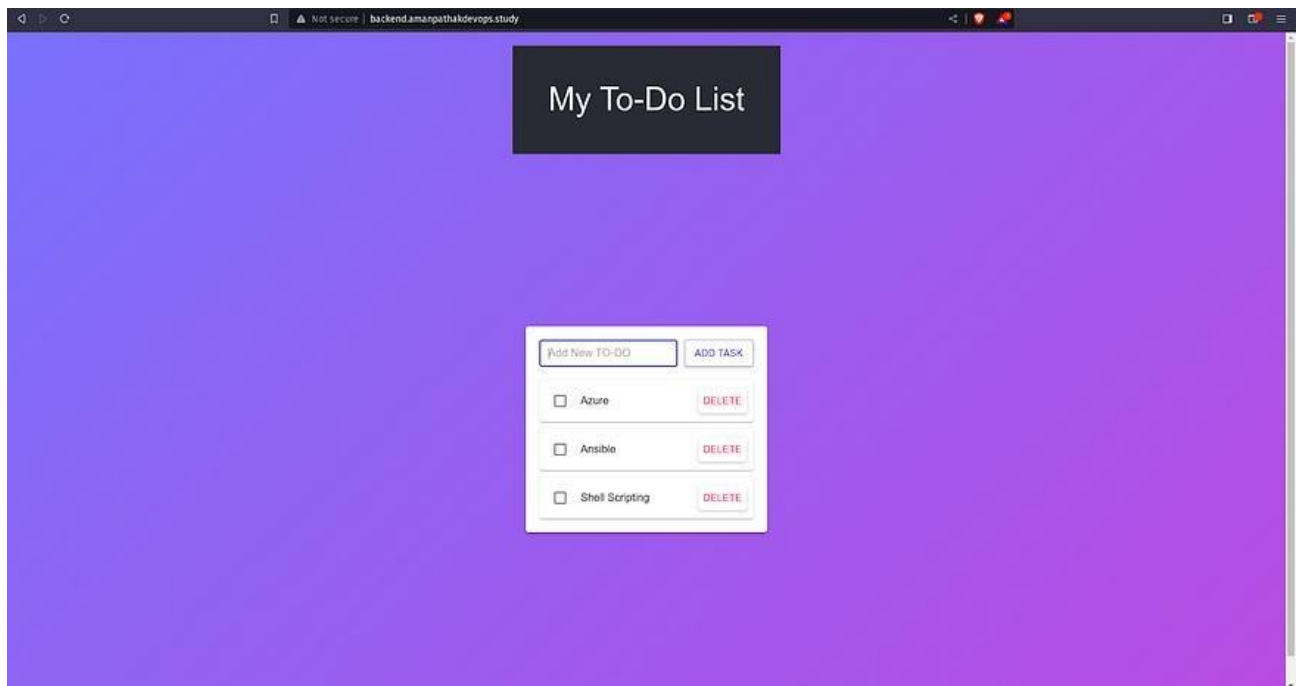 Not secure | backend.amanpathakdevops.study
My To-Do List
Add New TO-DO ADD TASK
Azure DELETE
Ansible DELETE
Shell Scripting DELETE